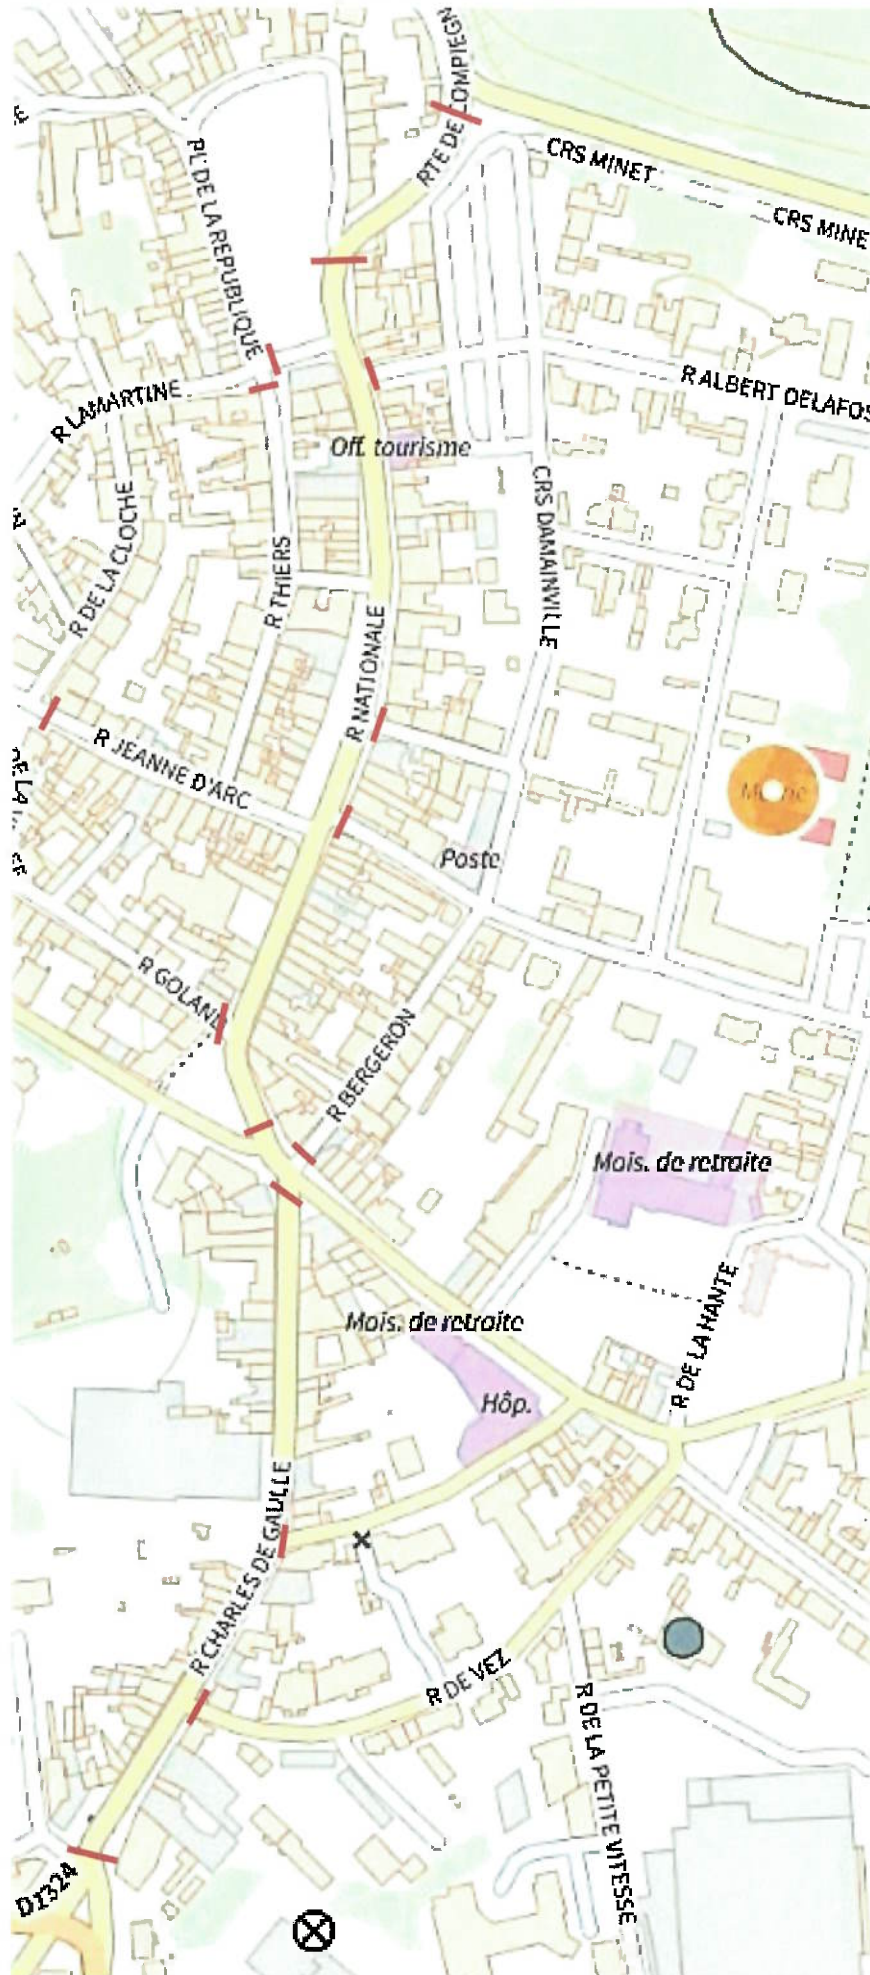 RTE DE COMPIEGN
CRS MINET
CRS MINE
PL DE LA REPUBLIQUE
R LAMARTINE
R ALBERT DELAFOS
Off. tourisme
R DE LA CLOCHE
R THIERS
CRS DAMAINVILLE
R NATIONALE
R JEANNE D'ARC
Poste
R GOLAND
R BERGERON
Mais. de retraite
R DE LA HANTE
Mais. de retraite
Hôp.
R CHARLES DE GAULLE
R DE VEZ
R DE LA PETITE VITESSE
D1324